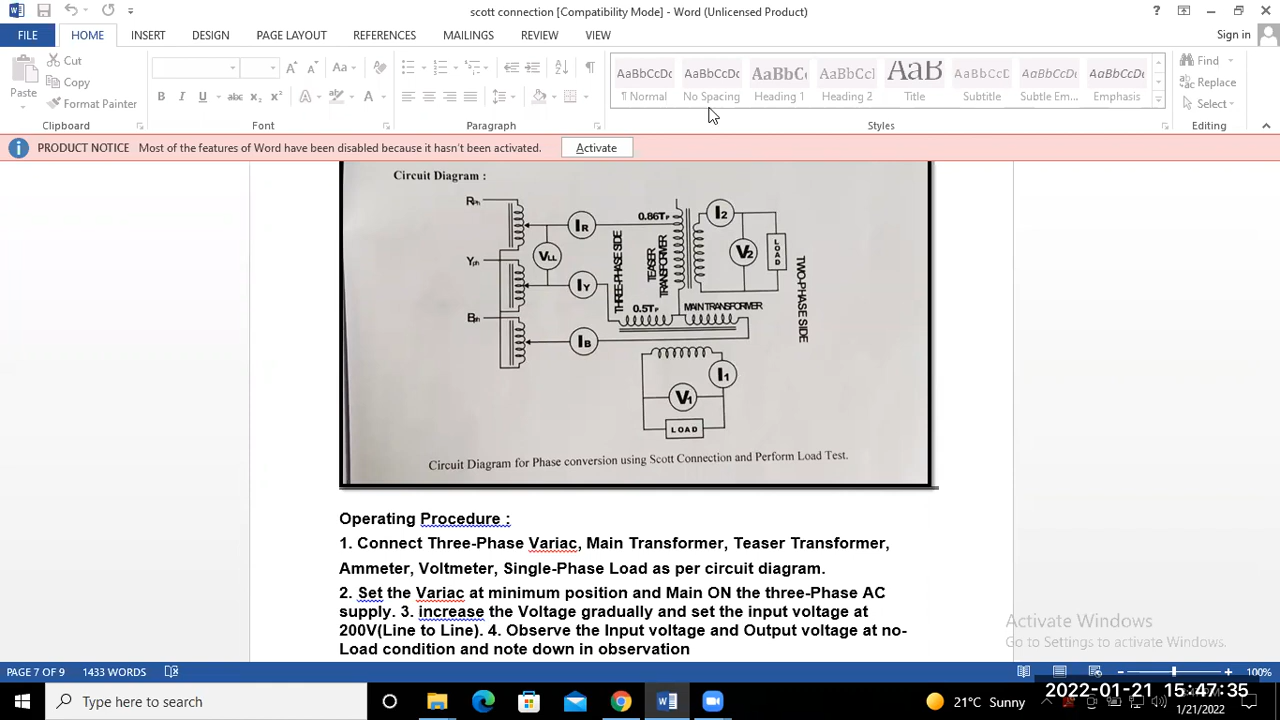 scott connection [Compatibility Mode] - Word (Unlicensed Product)
FILE HOME INSERT DESIGN PAGE LAYOUT REFERENCES MAILINGS REVIEW VIEW Sign in
Paste Cut Copy Format Painter
Clipboard
B I U abc X₂ X² Aa A A
Font
Paragraph
AaBbCcDc AaBbCcDc AaBbC AaBbCcl AaB AaBbCcD AaBbCcDc AaBbCcDc
¶ Normal No Spacing Heading 1 Heading 2 Title Subtitle Subtle Em... Emphasis
Styles
Find
Replace
Select
Editing
PRODUCT NOTICE Most of the features of Word have been disabled because it hasn't been activated. Activate
Circuit Diagram :
RPh
IR
VLL
Yph
IY
Bph
IB
THREE-PHASE SIDE
0.86TP
TEASER TRANSFORMER
I2
V2
LOAD
TWO-PHASE SIDE
0.5TP
MAIN TRANSFORMER
I1
V1
LOAD
Circuit Diagram for Phase conversion using Scott Connection and Perform Load Test.
Operating Procedure :
1. Connect Three-Phase Variac, Main Transformer, Teaser Transformer,
Ammeter, Voltmeter, Single-Phase Load as per circuit diagram.
2. Set the Variac at minimum position and Main ON the three-Phase AC
supply. 3. increase the Voltage gradually and set the input voltage at
200V(Line to Line). 4. Observe the Input voltage and Output voltage at no-
Load condition and note down in observation
Activate Windows
Go to Settings to activate Windows.
PAGE 7 OF 9 1433 WORDS 100%
Type here to search 21°C Sunny
2022-01-21 15:47:35
1/21/2022